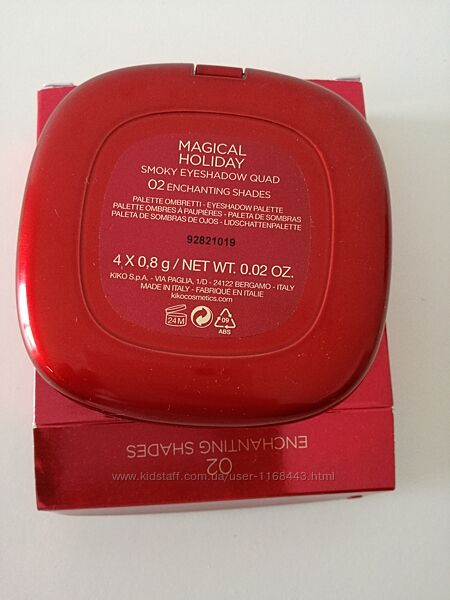 MAGICAL
HOLIDAY
SMOKY EYESHADOW QUAD
02 ENCHANTING SHADES
PALETTE OMBRETTI - EYESHADOW PALETTE
PALETTE OMBRES À PAUPIÈRES - PALETA DE SOMBRAS
PALETA DE SOMBRAS DE OJOS - LIDSCHATTENPALETTE
92821019
4 X 0,8 g / NET WT. 0.02 OZ.
KIKO S.p.A. - VIA PAGLIA, 1/D - 24122 BERGAMO - ITALY
MADE IN ITALY - FABRIQUÉ EN ITALIE
kikocosmetics.com
24M
09
ABS
02
ENCHANTING SHADES
www.kidstaff.com.ua/user-1168443.html